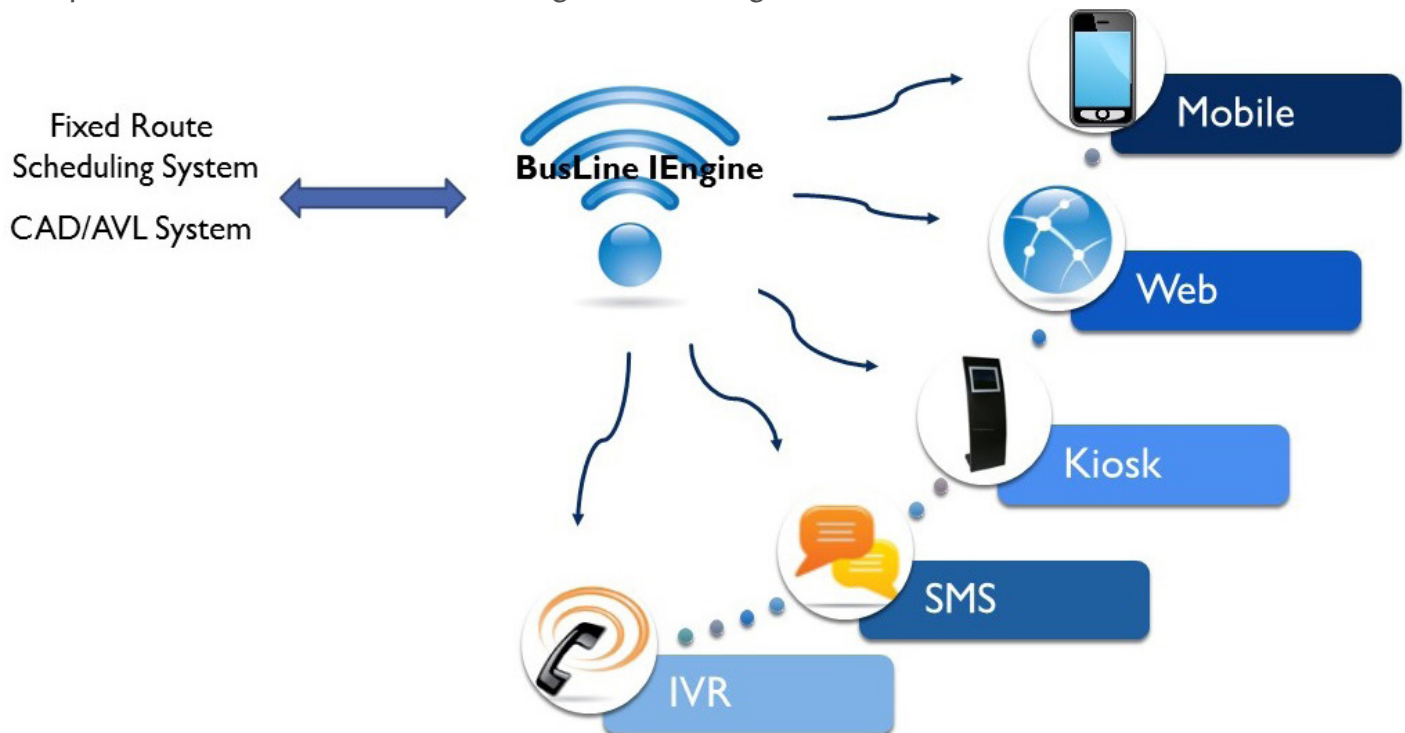 Fixed Route
Scheduling System
CAD/AVL System
BusLine IEngine
Mobile
Web
Kiosk
SMS
IVR